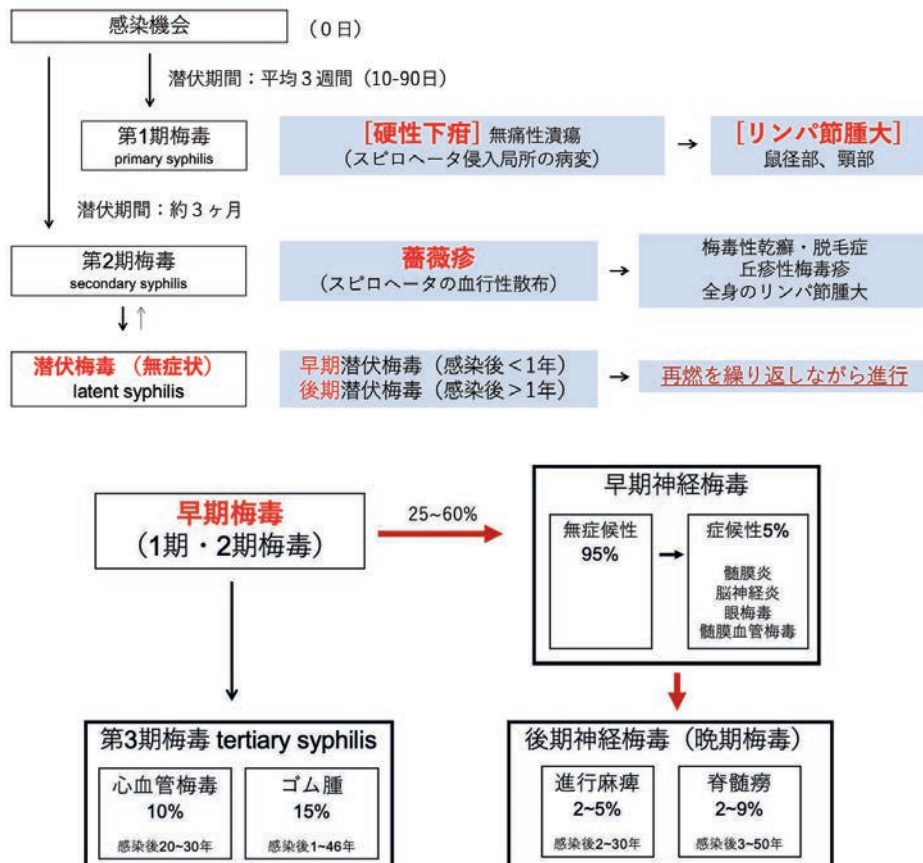 感染機会
(0日)
潜伏期間:平均3週間(10-90日)
第1期梅毒
primary syphilis
[硬性下疳] 無痛性潰瘍
(スピロヘータ侵入局所の病変)
[リンパ節腫大]
鼠径部、頸部
潜伏期間:約3ヶ月
第2期梅毒
secondary syphilis
薔薇疹
(スピロヘータの血行性散布)
梅毒性乾癬・脱毛症
丘疹性梅毒疹
全身のリンパ節腫大
潜伏梅毒(無症状)
latent syphilis
早期潜伏梅毒(感染後<1年)
後期潜伏梅毒(感染後>1年)
再燃を繰り返しながら進行
早期梅毒
(1期・2期梅毒)
25~60%
早期神経梅毒
無症候性
95%
症候性5%
髄膜炎
脳神経炎
眼梅毒
髄膜血管梅毒
第3期梅毒 tertiary syphilis
心血管梅毒
10%
感染後20~30年
ゴム腫
15%
感染後1~46年
後期神経梅毒(晩期梅毒)
進行麻痺
2~5%
感染後2~30年
脊髄癆
2~9%
感染後3~50年